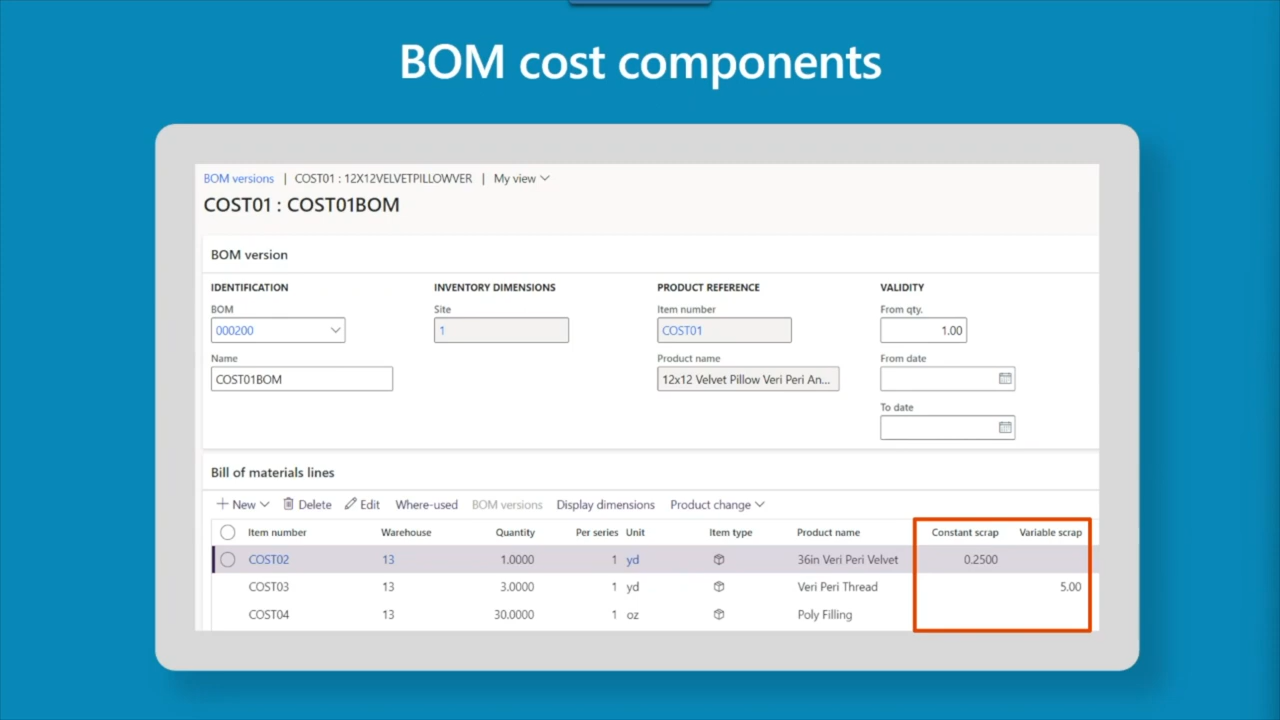 BOM cost components
BOM versions | COST01 : 12X12VELVETPILLOWVER | My view
COST01 : COST01BOM
BOM version
IDENTIFICATION INVENTORY DIMENSIONS PRODUCT REFERENCE VALIDITY
BOM Site Item number From qty.
000200 1 COST01 1.00
Name Product name From date
COST01BOM 12x12 Velvet Pillow Veri Peri An...
To date
Bill of materials lines
New Delete Edit Where-used BOM versions Display dimensions Product change
Item number Warehouse Quantity Per series Unit Item type Product name Constant scrap Variable scrap
COST02 13 1.0000 1 yd 36in Veri Peri Velvet 0.2500
COST03 13 3.0000 1 yd Veri Peri Thread 5.00
COST04 13 30.0000 1 oz Poly Filling